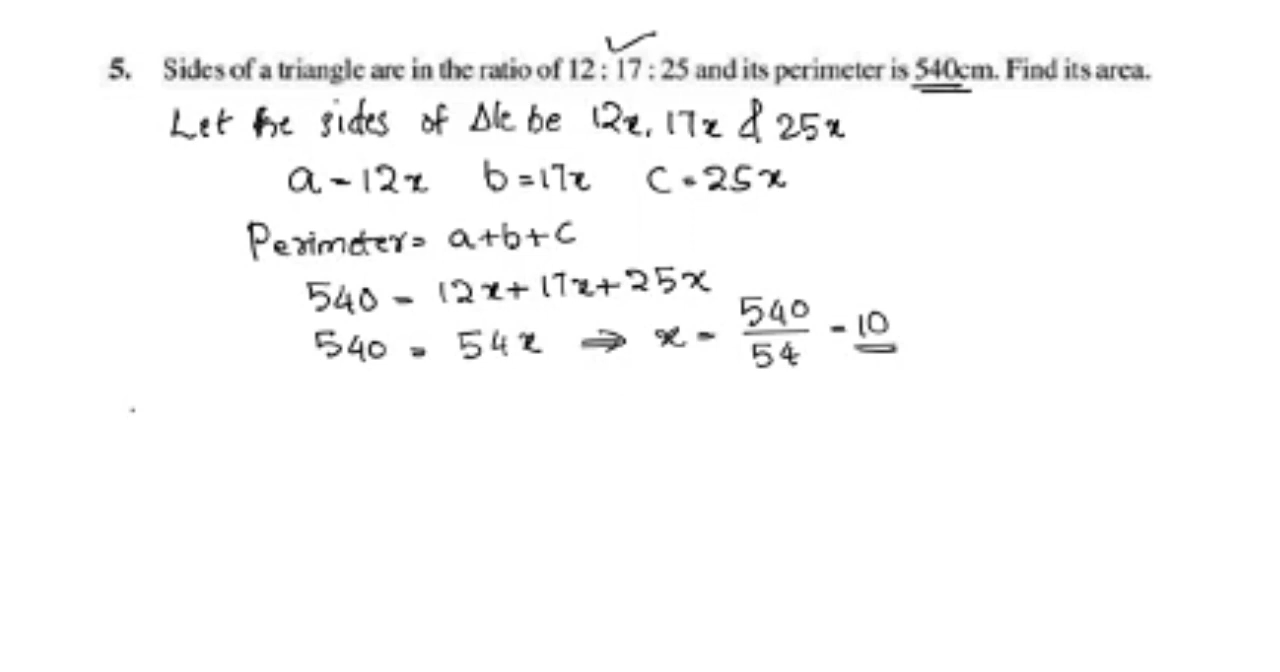 5. Sides of a triangle are in the ratio of 12 : 17 : 25 and its perimeter is 540cm. Find its area.
Let the sides of Δle be 12x, 17x & 25x
a = 12x b = 17x c = 25x
Perimeter = a+b+c
540 = 12x + 17x + 25x
540 = 54x ⇒ x = 540/54 = 10